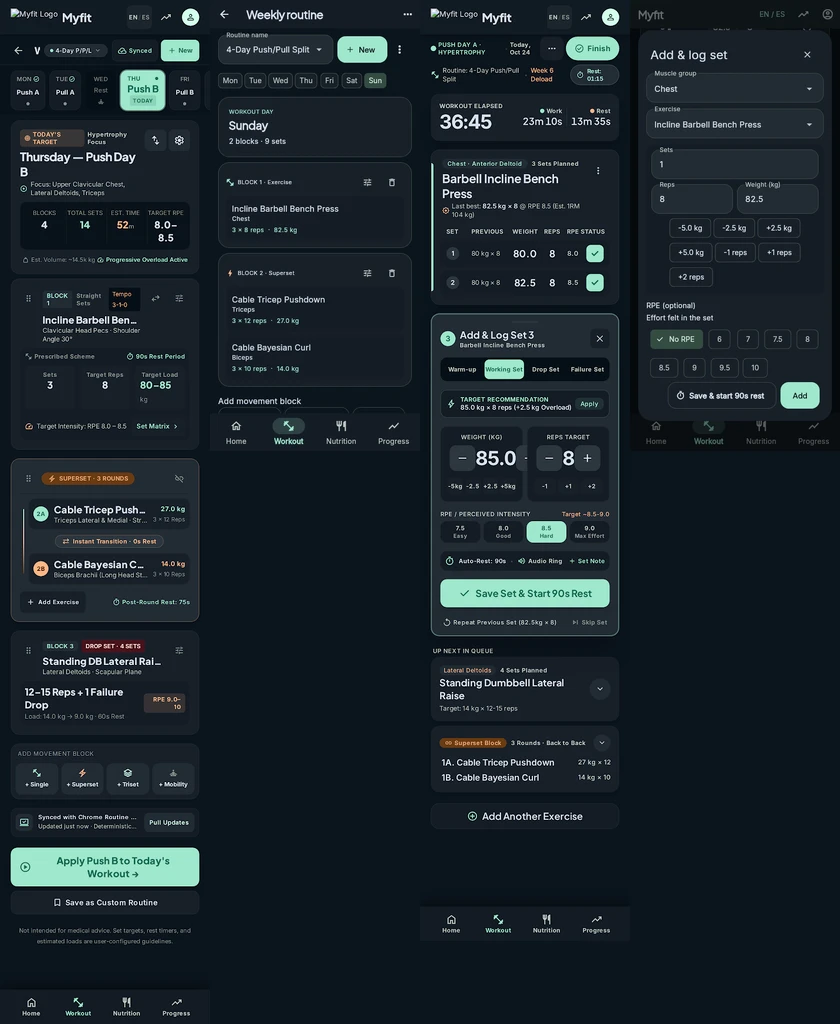 Myfit Logo Myfit EN ES
4-Day P/P/L Synced + New
MON TUE WED THU FRI
Push A Pull A Rest Push B Pull B
TODAY
TODAY'S TARGET Hypertrophy Focus
Thursday — Push Day B
Focus: Upper Clavicular Chest, Lateral Deltoids, Triceps
BLOCKS TOTAL SETS EST. TIME TARGET RPE
4 14 52m 8.0–8.5
Est. Volume: ~14.5k kg Progressive Overload Active
BLOCK 1 Straight Sets Tempo 3-1-0
Incline Barbell Ben...
Clavicular Head Pecs · Shoulder Angle 30°
Prescribed Scheme 90s Rest Period
Sets Target Reps Target Load
3 8 80–85 kg
Target Intensity: RPE 8.0 – 8.5 Set Matrix
SUPERSET · 3 ROUNDS
2A Cable Tricep Push... 27.0 kg
Triceps Lateral & Medial · Str... 3 × 12 Reps
Instant Transition · 0s Rest
2B Cable Bayesian C... 14.0 kg
Biceps Brachii (Long Head St... 3 × 10 Reps
+ Add Exercise Post-Round Rest: 75s
BLOCK 3 DROP SET · 4 SETS
Standing DB Lateral Rai...
Lateral Deltoids · Scapular Plane
12–15 Reps + 1 Failure Drop RPE 9.0–10
Load: 14.0 kg → 9.0 kg · 60s Rest
ADD MOVEMENT BLOCK
+ Single + Superset + Triset + Mobility
Synced with Chrome Routine ...
Updated just now · Deterministic... Pull Updates
Apply Push B to Today's Workout →
Save as Custom Routine
Not intended for medical advice. Set targets, rest timers, and estimated loads are user-configured guidelines.
Home Workout Nutrition Progress
Weekly routine
Routine name
4-Day Push/Pull Split + New
Mon Tue Wed Thu Fri Sat Sun
WORKOUT DAY
Sunday
2 blocks · 9 sets
BLOCK 1 · Exercise
Incline Barbell Bench Press
Chest
3 × 8 reps · 82.5 kg
BLOCK 2 · Superset
Cable Tricep Pushdown
Triceps
3 × 12 reps · 27.0 kg
Cable Bayesian Curl
Biceps
3 × 10 reps · 14.0 kg
Add movement block
Home Workout Nutrition Progress
Myfit Logo Myfit EN ES
PUSH DAY A · HYPERTROPHY Today, Oct 24 Finish
Routine: 4-Day Push/Pull Split · Week 6 Deload Rest: 01:15
WORKOUT ELAPSED Work Rest
36:45 23m 10s 13m 35s
Chest · Anterior Deltoid 3 Sets Planned
Barbell Incline Bench Press
Last best: 82.5 kg × 8 @ RPE 8.5 (Est. 1RM 104 kg)
SET PREVIOUS WEIGHT REPS RPE STATUS
1 80 kg × 8 80.0 8 8.0
2 80 kg × 8 82.5 8 8.5
3 Add & Log Set 3
Barbell Incline Bench Press
Warm-up Working Set Drop Set Failure Set
TARGET RECOMMENDATION
85.0 kg × 8 reps (+2.5 kg Overload) Apply
WEIGHT (KG) REPS TARGET
− 85.0 − 8 +
-5kg -2.5 +2.5 +5kg -1 +1 +2
RPE / PERCEIVED INTENSITY Target ~8.5-9.0
7.5 8.0 8.5 9.0
Easy Good Hard Max Effort
Auto-Rest: 90s · Audio Ring + Set Note
Save Set & Start 90s Rest
Repeat Previous Set (82.5kg × 8) Skip Set
UP NEXT IN QUEUE
Lateral Deltoids 4 Sets Planned
Standing Dumbbell Lateral Raise
Target: 14 kg × 12-15 reps
Superset Block 3 Rounds · Back to Back
1A. Cable Tricep Pushdown 27 kg × 12
1B. Cable Bayesian Curl 14 kg × 10
Add Another Exercise
Home Workout Nutrition Progress
Myfit EN / ES
Add & log set
Muscle group
Chest
Exercise
Incline Barbell Bench Press
Sets
1
Reps Weight (kg)
8 82.5
-5.0 kg -2.5 kg +2.5 kg
+5.0 kg -1 reps +1 reps
+2 reps
RPE (optional)
Effort felt in the set
No RPE 6 7 7.5 8
8.5 9 9.5 10
Save & start 90s rest Add
Home Workout Nutrition Progress